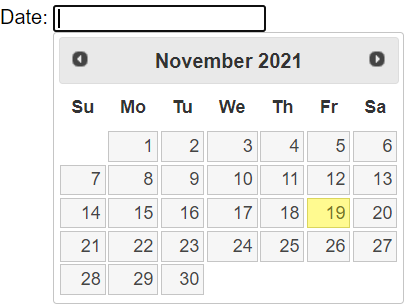 Date:
November 2021
Su Mo Tu We Th Fr Sa
1 2 3 4 5 6
7 8 9 10 11 12 13
14 15 16 17 18 19 20
21 22 23 24 25 26 27
28 29 30